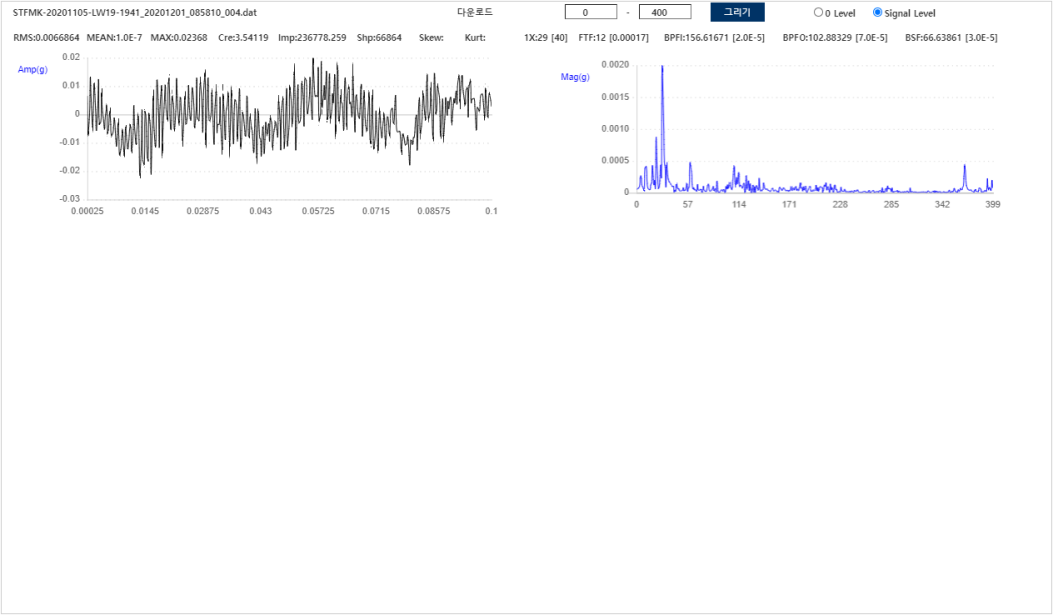 STFMK-20201105-LW19-1941_20201201_085810_004.dat 다운로드 0 - 400 그리기 0 Level Signal Level
RMS:0.0066864 MEAN:1.0E-7 MAX:0.02368 Cre:3.54119 Imp:236778.259 Shp:66864 Skew: Kurt: 1X:29 [40] FTF:12 [0.00017] BPFI:156.61671 [2.0E-5] BPFO:102.88329 [7.0E-5] BSF:66.63861 [3.0E-5]
Amp(g)
0.02
0.01
0
-0.01
-0.02
-0.03
0.00025 0.0145 0.02875 0.043 0.05725 0.0715 0.08575 0.1
Mag(g)
0.0020
0.0015
0.0010
0.0005
0
0 57 114 171 228 285 342 399